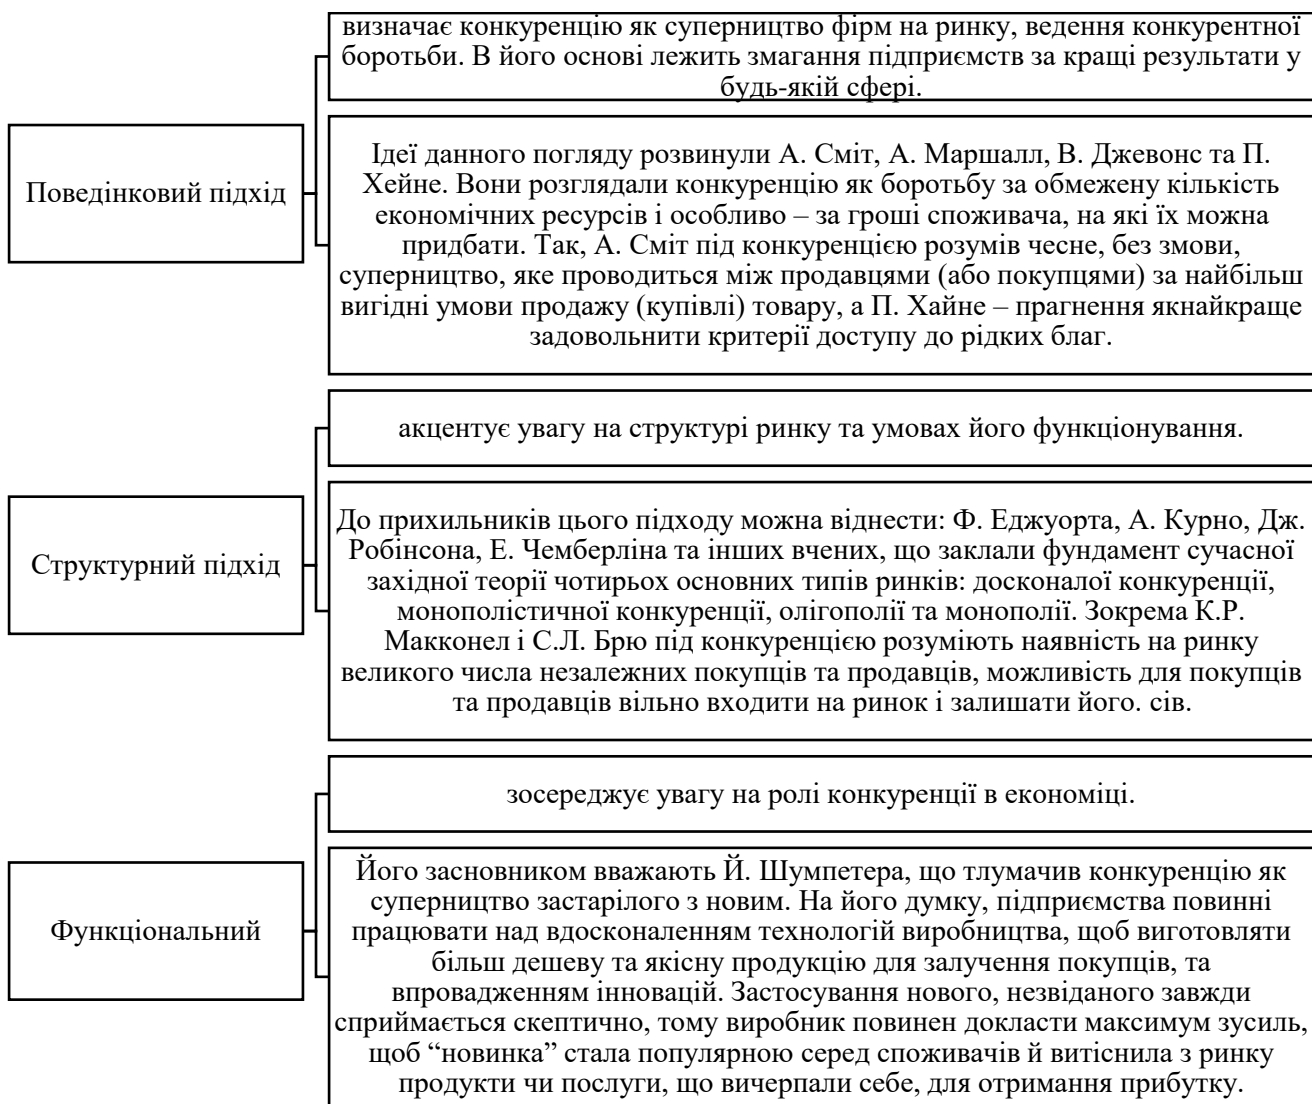 визначає конкуренцію як суперництво фірм на ринку, ведення конкурентної
боротьби. В його основі лежить змагання підприємств за кращі результати у
будь-якій сфері.
Поведінковий підхід
Ідеї даного погляду розвинули А. Сміт, А. Маршалл, В. Джевонс та П.
Хейне. Вони розглядали конкуренцію як боротьбу за обмежену кількість
економічних ресурсів і особливо – за гроші споживача, на які їх можна
придбати. Так, А. Сміт під конкуренцією розумів чесне, без змови,
суперництво, яке проводиться між продавцями (або покупцями) за найбільш
вигідні умови продажу (купівлі) товару, а П. Хайне – прагнення якнайкраще
задовольнити критерії доступу до рідких благ.
акцентує увагу на структурі ринку та умовах його функціонування.
Структурний підхід
До прихильників цього підходу можна віднести: Ф. Еджуорта, А. Курно, Дж.
Робінсона, Е. Чемберліна та інших вчених, що заклали фундамент сучасної
західної теорії чотирьох основних типів ринків: досконалої конкуренції,
монополістичної конкуренції, олігополії та монополії. Зокрема К.Р.
Макконел і С.Л. Брю під конкуренцією розуміють наявність на ринку
великого числа незалежних покупців та продавців, можливість для покупців
та продавців вільно входити на ринок і залишати його. сів.
зосереджує увагу на ролі конкуренції в економіці.
Функціональний
Його засновником вважають Й. Шумпетера, що тлумачив конкуренцію як
суперництво застарілого з новим. На його думку, підприємства повинні
працювати над вдосконаленням технологій виробництва, щоб виготовляти
більш дешеву та якісну продукцію для залучення покупців, та
впровадженням інновацій. Застосування нового, незвіданого завжди
сприймається скептично, тому виробник повинен докласти максимум зусиль,
щоб “новинка” стала популярною серед споживачів й витіснила з ринку
продукти чи послуги, що вичерпали себе, для отримання прибутку.